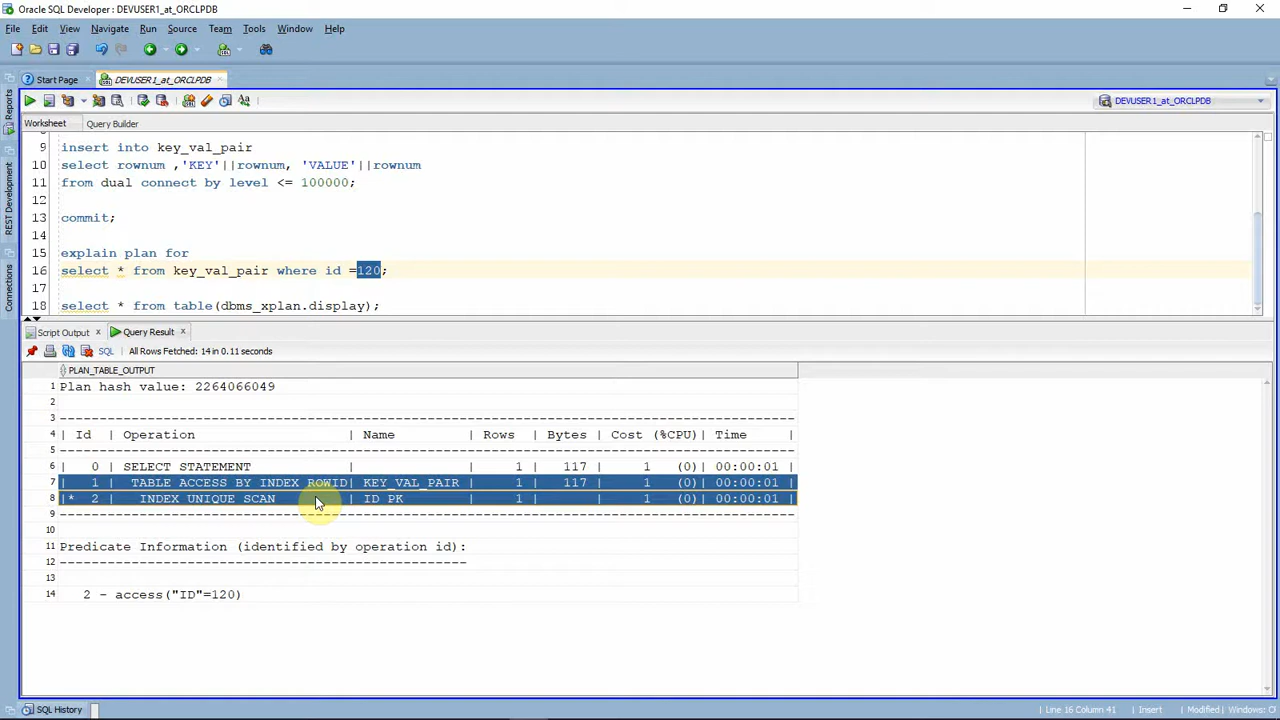 Oracle SQL Developer : DEVUSER1_at_ORCLPDB
File Edit View Navigate Run Source Team Tools Window Help
Start Page DEVUSER1_at_ORCLPDB
DEVUSER1_at_ORCLPDB
Reports
REST Development
Connections
Worksheet Query Builder
9 insert into key_val_pair
10 select rownum ,'KEY'||rownum, 'VALUE'||rownum
11 from dual connect by level <= 100000;
12
13 commit;
14
15 explain plan for
16 select * from key_val_pair where id =120;
17
18 select * from table(dbms_xplan.display);
Script Output x Query Result x
SQL | All Rows Fetched: 14 in 0.11 seconds
PLAN_TABLE_OUTPUT
1 Plan hash value: 2264066049
2
3 --------------------------------------------------------------------------------------------
4 | Id | Operation | Name | Rows | Bytes | Cost (%CPU)| Time |
5 --------------------------------------------------------------------------------------------
6 | 0 | SELECT STATEMENT | | 1 | 117 | 1 (0)| 00:00:01 |
7 | 1 | TABLE ACCESS BY INDEX ROWID| KEY_VAL_PAIR | 1 | 117 | 1 (0)| 00:00:01 |
8 |* 2 | INDEX UNIQUE SCAN | ID_PK | 1 | | 1 (0)| 00:00:01 |
9 --------------------------------------------------------------------------------------------
10
11 Predicate Information (identified by operation id):
12 ---------------------------------------------------
13
14 2 - access("ID"=120)
SQL History
Line 16 Column 41 | Insert | Modified | Windows: